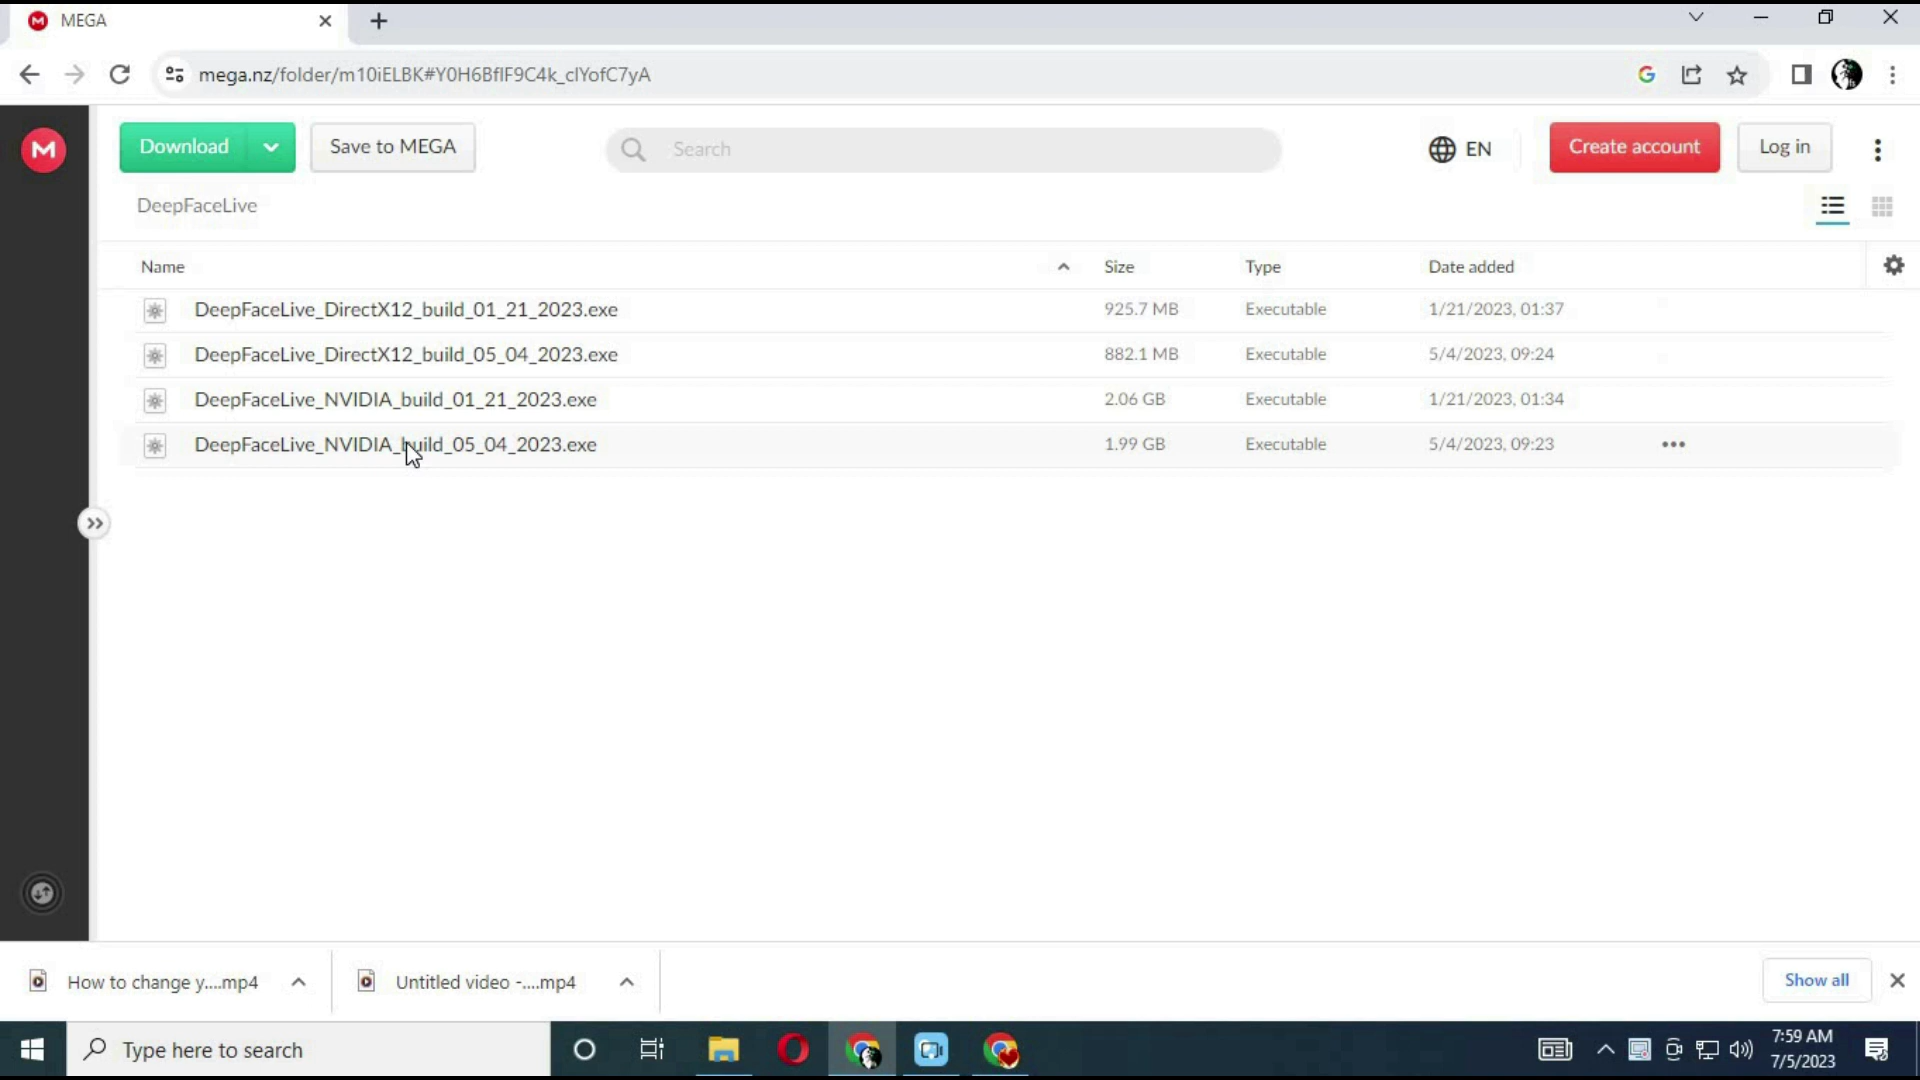 MEGA
mega.nz/folder/m10iELBK#Y0H6BflF9C4k_clYofC7yA
Download
Save to MEGA
Search
EN
Create account
Log in
DeepFaceLive
Name Size Type Date added
DeepFaceLive_DirectX12_build_01_21_2023.exe 925.7 MB Executable 1/21/2023, 01:37
DeepFaceLive_DirectX12_build_05_04_2023.exe 882.1 MB Executable 5/4/2023, 09:24
DeepFaceLive_NVIDIA_build_01_21_2023.exe 2.06 GB Executable 1/21/2023, 01:34
DeepFaceLive_NVIDIA_build_05_04_2023.exe 1.99 GB Executable 5/4/2023, 09:23
How to change y....mp4
Untitled video -....mp4
Show all
Type here to search
7:59 AM
7/5/2023